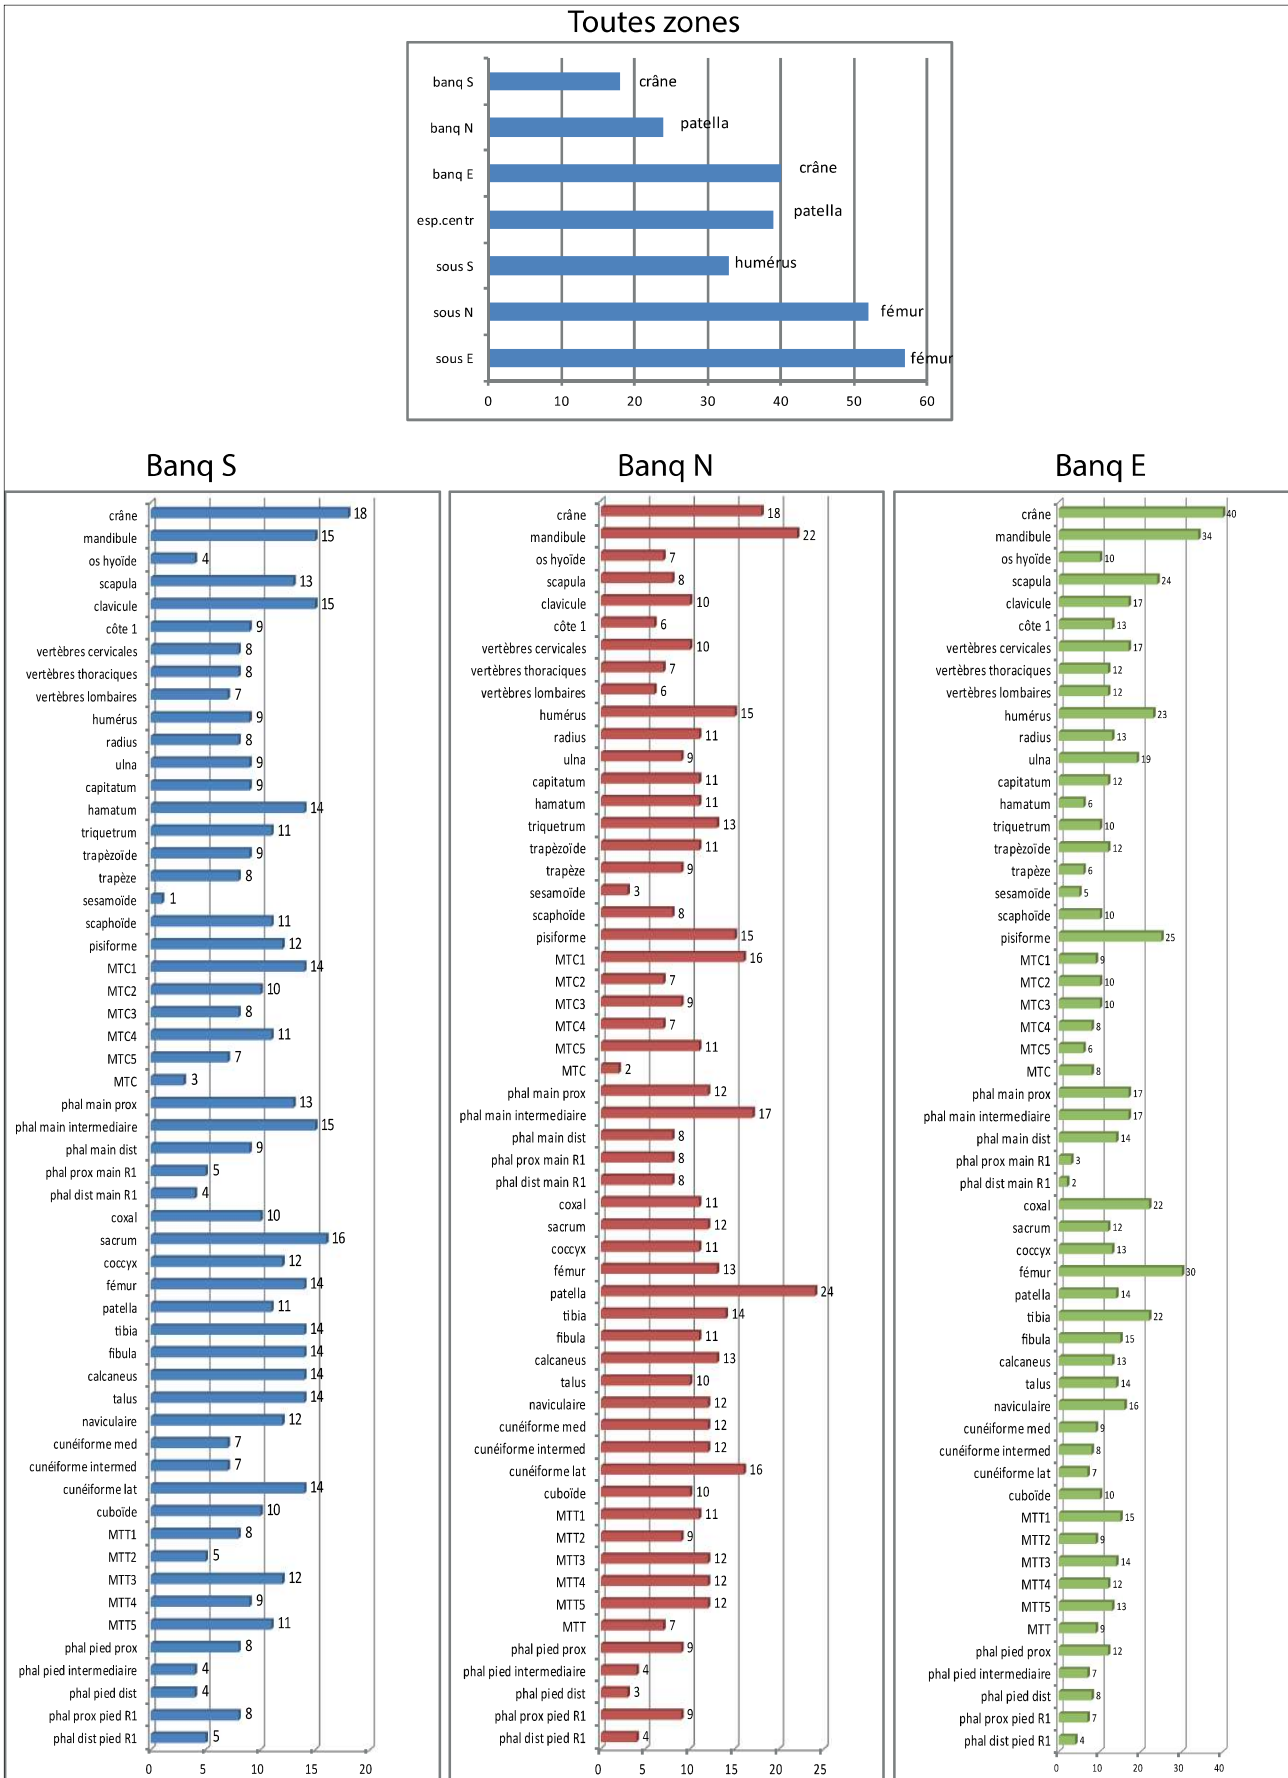 Toutes zones
banq S crâne
banq N patella
banq E crâne
esp.centr patella
sous S humérus
sous N fémur
sous E fémur
0 10 20 30 40 50 60
Banq S
crâne 18
mandibule 15
os hyoïde 4
scapula 13
clavicule 15
côte 1 9
vertèbres cervicales 8
vertèbres thoraciques 8
vertèbres lombaires 7
humérus 9
radius 8
ulna 9
capitatum 9
hamatum 14
triquetrum 11
trapèzoïde 9
trapèze 8
sesamoïde 1
scaphoïde 11
pisiforme 12
MTC1 14
MTC2 10
MTC3 8
MTC4 11
MTC5 7
MTC 3
phal main prox 13
phal main intermediaire 15
phal main dist 9
phal prox main R1 5
phal dist main R1 4
coxal 10
sacrum 16
coccyx 12
fémur 14
patella 11
tibia 14
fibula 14
calcaneus 14
talus 14
naviculaire 12
cunéiforme med 7
cunéiforme intermed 7
cunéiforme lat 14
cuboïde 10
MTT1 8
MTT2 5
MTT3 12
MTT4 9
MTT5 11
phal pied prox 8
phal pied intermediaire 4
phal pied dist 4
phal prox pied R1 8
phal dist pied R1 5
0 5 10 15 20
Banq N
crâne 18
mandibule 22
os hyoïde 7
scapula 8
clavicule 10
côte 1 6
vertèbres cervicales 10
vertèbres thoraciques 7
vertèbres lombaires 6
humérus 15
radius 11
ulna 9
capitatum 11
hamatum 11
triquetrum 13
trapèzoïde 11
trapèze 9
sesamoïde 3
scaphoïde 8
pisiforme 15
MTC1 16
MTC2 7
MTC3 9
MTC4 7
MTC5 11
MTC 2
phal main prox 12
phal main intermediaire 17
phal main dist 8
phal prox main R1 8
phal dist main R1 8
coxal 11
sacrum 12
coccyx 11
fémur 13
patella 24
tibia 14
fibula 11
calcaneus 13
talus 10
naviculaire 12
cunéiforme med 12
cunéiforme intermed 12
cunéiforme lat 16
cuboïde 10
MTT1 11
MTT2 9
MTT3 12
MTT4 12
MTT5 12
MTT 7
phal pied prox 9
phal pied intermediaire 4
phal pied dist 3
phal prox pied R1 9
phal dist pied R1 4
0 5 10 15 20 25
Banq E
crâne 40
mandibule 34
os hyoïde 10
scapula 24
clavicule 17
côte 1 13
vertèbres cervicales 17
vertèbres thoraciques 12
vertèbres lombaires 12
humérus 23
radius 13
ulna 19
capitatum 12
hamatum 6
triquetrum 10
trapèzoïde 12
trapèze 6
sesamoïde 5
scaphoïde 10
pisiforme 25
MTC1 9
MTC2 10
MTC3 10
MTC4 8
MTC5 6
MTC 8
phal main prox 17
phal main intermediaire 17
phal main dist 14
phal prox main R1 3
phal dist main R1 2
coxal 22
sacrum 12
coccyx 13
fémur 30
patella 14
tibia 22
fibula 15
calcaneus 13
talus 14
naviculaire 16
cunéiforme med 9
cunéiforme intermed 8
cunéiforme lat 7
cuboïde 10
MTT1 15
MTT2 9
MTT3 14
MTT4 12
MTT5 13
MTT 9
phal pied prox 12
phal pied intermediaire 7
phal pied dist 8
phal prox pied R1 7
phal dist pied R1 4
0 10 20 30 40